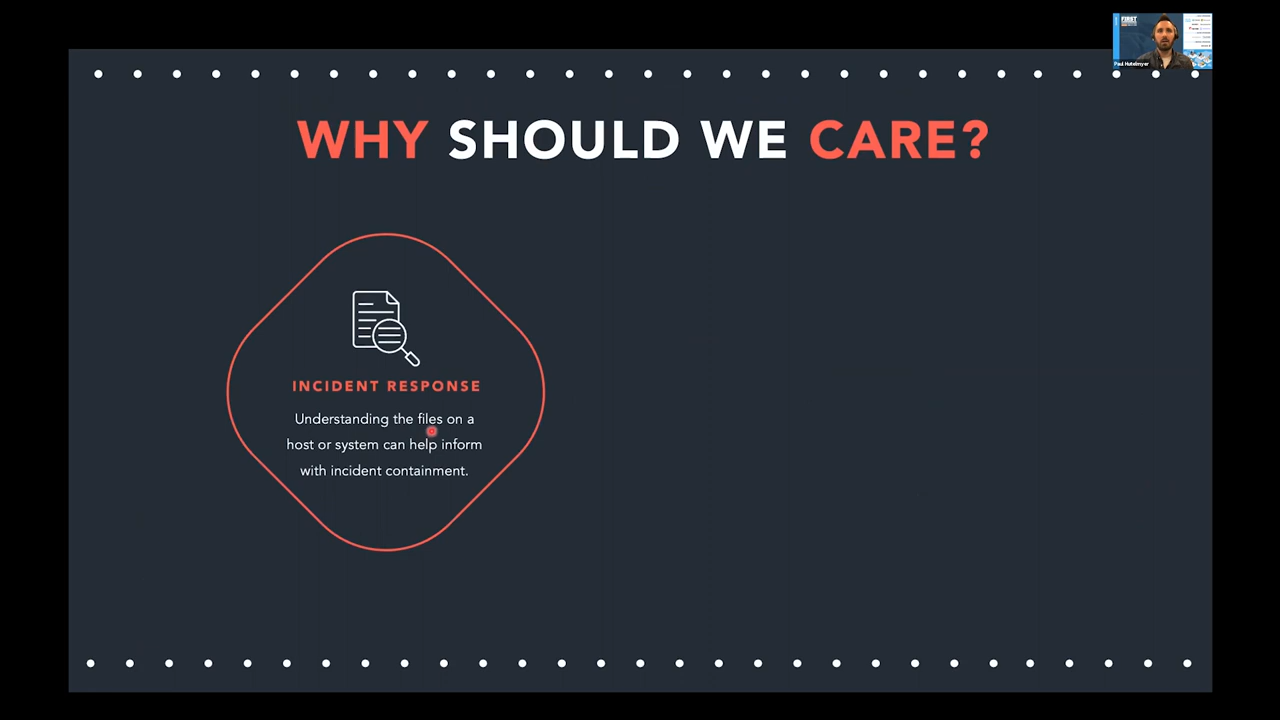 FIRST
Paul Hutelmyer
WHY SHOULD WE CARE?
INCIDENT RESPONSE
Understanding the files on a
host or system can help inform
with incident containment.